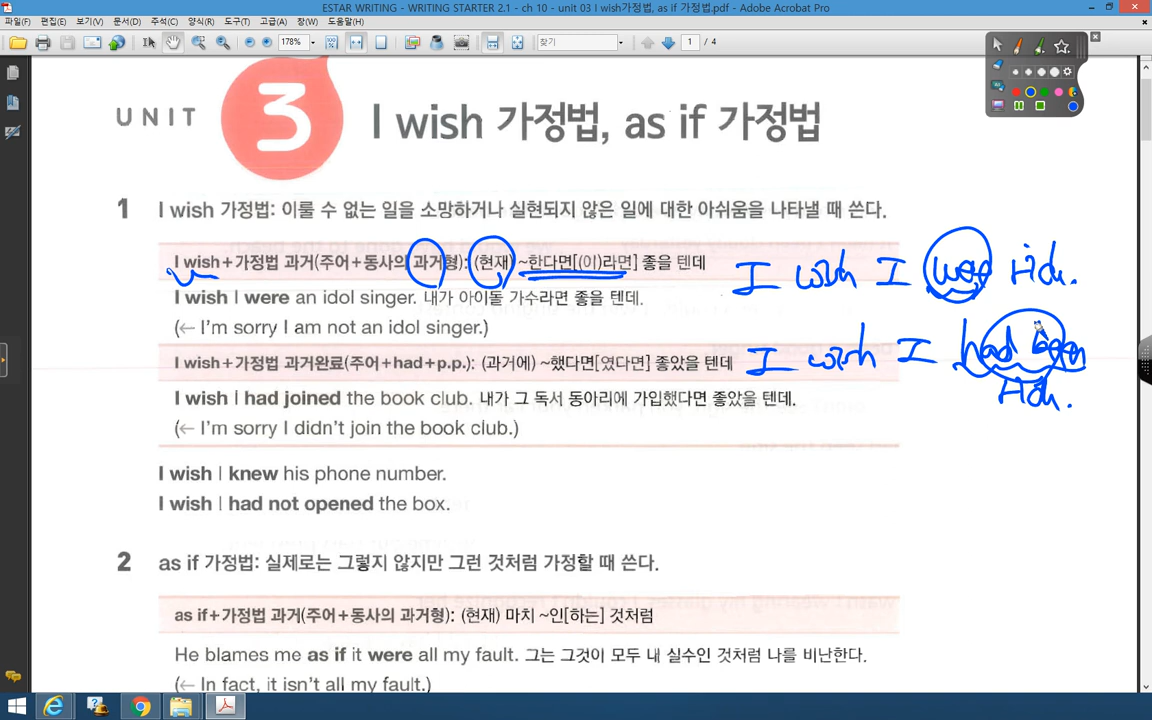 ESTAR WRITING - WRITING STARTER 2.1 - ch 10 - unit 03 I wish가정법, as if 가정법.pdf - Adobe Acrobat Pro
파일(F) 편집(E) 보기(V) 문서(D) 주석(C) 양식(R) 도구(T) 고급(A) 창(W) 도움말(H)
178% 찾기 1 / 4
UNIT 3 I wish 가정법, as if 가정법
1 I wish 가정법: 이룰 수 없는 일을 소망하거나 실현되지 않은 일에 대한 아쉬움을 나타낼 때 쓴다.
I wish+가정법 과거(주어+동사의 과거형): (현재) ~한다면[(이)라면] 좋을 텐데
I wish I were rich.
I wish I were an idol singer. 내가 아이돌 가수라면 좋을 텐데.
(← I'm sorry I am not an idol singer.)
I wish+가정법 과거완료(주어+had+p.p.): (과거에) ~했다면[였다면] 좋았을 텐데
I wish I had been
rich.
I wish I had joined the book club. 내가 그 독서 동아리에 가입했다면 좋았을 텐데.
(← I'm sorry I didn't join the book club.)
I wish I knew his phone number.
I wish I had not opened the box.
2 as if 가정법: 실제로는 그렇지 않지만 그런 것처럼 가정할 때 쓴다.
as if+가정법 과거(주어+동사의 과거형): (현재) 마치 ~인[하는] 것처럼
He blames me as if it were all my fault. 그는 그것이 모두 내 실수인 것처럼 나를 비난한다.
(← In fact, it isn't all my fault.)